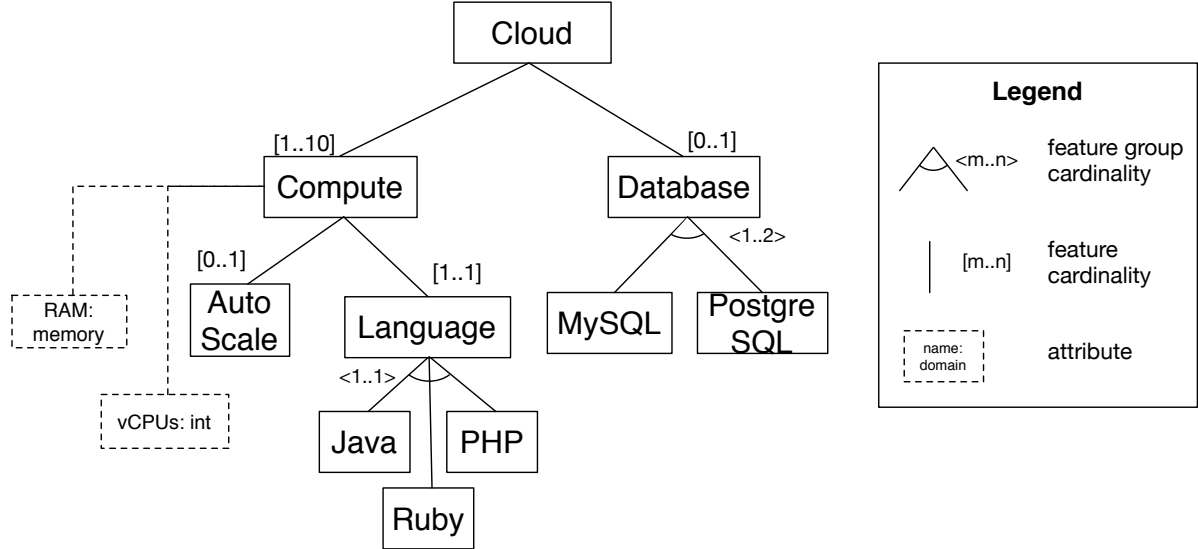 Cloud
[1..10]
[0..1]
Compute
Database
[0..1]
[1..1]
<1..2>
RAM:
memory
Auto
Scale
Language
MySQL
Postgre
SQL
<1..1>
vCPUs: int
Java
PHP
Ruby
Legend
<m..n>
feature group
cardinality
[m..n]
feature
cardinality
name:
domain
attribute